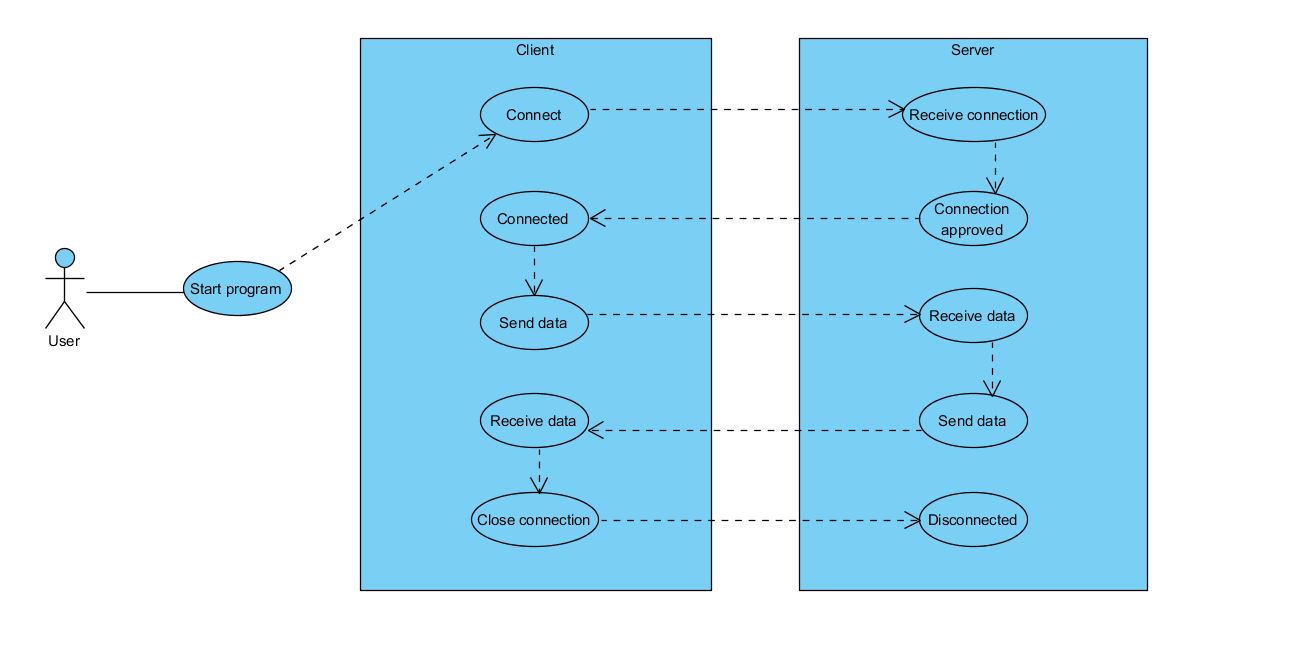 Client
Server
Connect
Receive connection
Connected
Connection
approved
Start program
User
Send data
Receive data
Receive data
Send data
Close connection
Disconnected